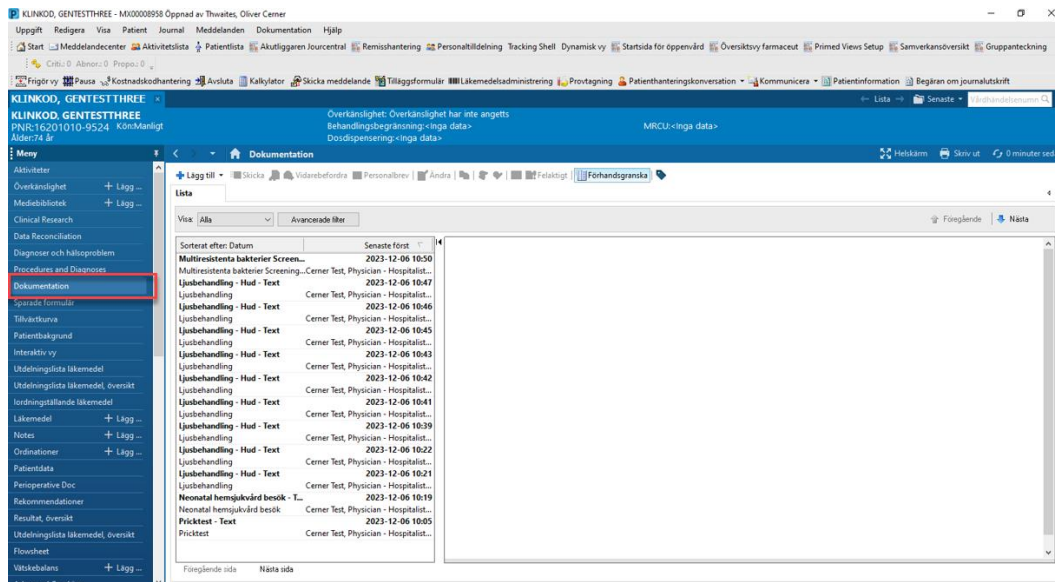 KLINKOD, GENTESTTHREE - MX00008958 Öppnad av Thwaites, Oliver Cerner
Uppgift Redigera Visa Patient Journal Meddelanden Dokumentation Hjälp
Start Meddelandecenter Aktivitetslista Patientlista Akutliggaren Jourcentral Remisshantering Personaltilldelning Tracking Shell Dynamisk vy Startsida för öppenvård Översiktsvy farmaceut Primed Views Setup Samverkansöversikt Gruppanteckning
Criti.: 0 Abnor.: 0 Propo.: 0
Frigör vy Pausa Kostnadskodhantering Avsluta Kalkylator Skicka meddelande Tilläggsformulär Läkemedelsadministrering Provtagning Patienthanteringskonversation Kommunicera Patientinformation Begäran om journalutskrift
KLINKOD, GENTESTTHREE
Lista Senaste Vårdhändelsenumn
KLINKOD, GENTESTTHREE
PNR:16201010-9524 Kön:Manligt
Ålder:74 år
Överkänslighet: Överkänslighet har inte angetts
Behandlingsbegränsning:<Inga data>
Dosdispensering:<Inga data>
MRCU:<Inga data>
Meny
Dokumentation
Helskärm Skriv ut 0 minuter sed
Aktiviteter
Överkänslighet + Lägg ...
Mediebibliotek + Lägg ...
Clinical Research
Data Reconciliation
Diagnoser och hälsoproblem
Procedures and Diagnoses
Dokumentation
Sparade formulär
Tillväxtkurva
Patientbakgrund
Interaktiv vy
Utdelningslista läkemedel
Utdelningslista läkemedel, översikt
Iordningställande läkemedel
Läkemedel + Lägg ...
Notes + Lägg ...
Ordinationer + Lägg ...
Patientdata
Perioperative Doc
Rekommendationer
Resultat, översikt
Utdelningslista läkemedel, översikt
Flowsheet
Vätskebalans + Lägg ...
+ Lägg till Skicka Vidarebefordra Personalbrev Ändra Felaktigt Förhandsgranska
Lista
Visa: Alla Avancerade filter
Föregående Nästa
Sorterat efter: Datum Senaste först
Multiresistenta bakterier Screen... 2023-12-06 10:50
Multiresistenta bakterier Screening...Cerner Test, Physician - Hospitalist...
Ljusbehandling - Hud - Text 2023-12-06 10:47
Ljusbehandling Cerner Test, Physician - Hospitalist...
Ljusbehandling - Hud - Text 2023-12-06 10:46
Ljusbehandling Cerner Test, Physician - Hospitalist...
Ljusbehandling - Hud - Text 2023-12-06 10:45
Ljusbehandling Cerner Test, Physician - Hospitalist...
Ljusbehandling - Hud - Text 2023-12-06 10:43
Ljusbehandling Cerner Test, Physician - Hospitalist...
Ljusbehandling - Hud - Text 2023-12-06 10:42
Ljusbehandling Cerner Test, Physician - Hospitalist...
Ljusbehandling - Hud - Text 2023-12-06 10:41
Ljusbehandling Cerner Test, Physician - Hospitalist...
Ljusbehandling - Hud - Text 2023-12-06 10:39
Ljusbehandling Cerner Test, Physician - Hospitalist...
Ljusbehandling - Hud - Text 2023-12-06 10:22
Ljusbehandling Cerner Test, Physician - Hospitalist...
Ljusbehandling - Hud - Text 2023-12-06 10:21
Ljusbehandling Cerner Test, Physician - Hospitalist...
Neonatal hemsjukvård besök - T... 2023-12-06 10:19
Neonatal hemsjukvård besök Cerner Test, Physician - Hospitalist...
Pricktest - Text 2023-12-06 10:05
Pricktest Cerner Test, Physician - Hospitalist...
Föregående sida Nästa sida